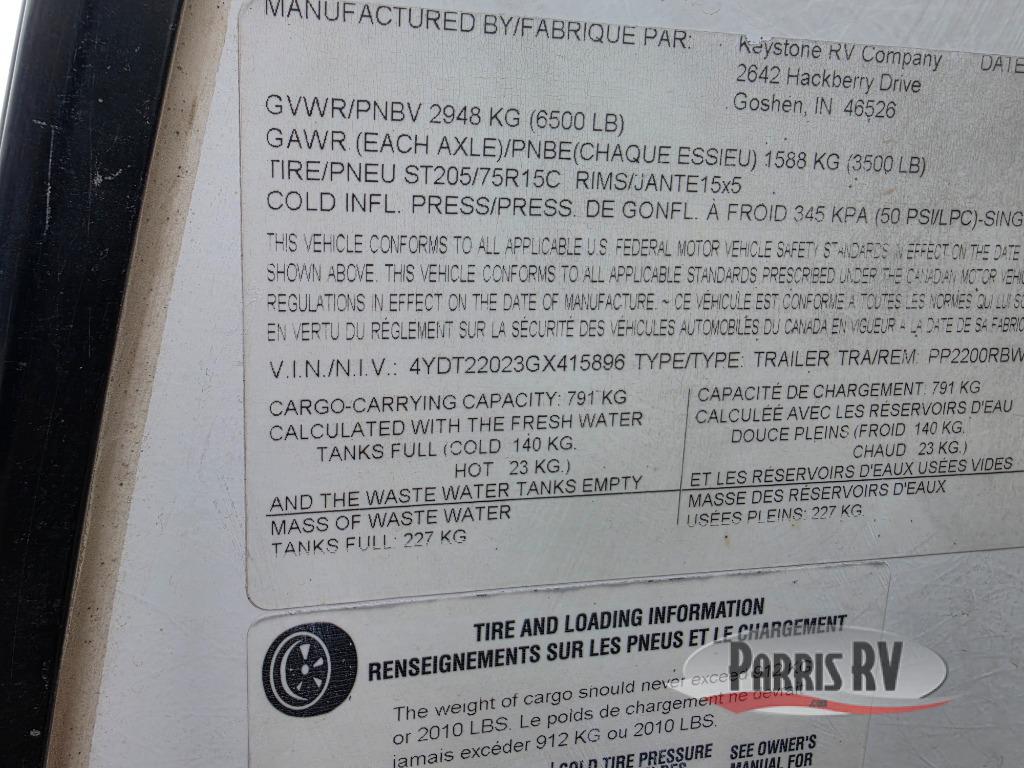 MANUFACTURED BY/FABRIQUE PAR: Keystone RV Company DATE
2642 Hackberry Drive
Goshen, IN 46526
GVWR/PNBV 2948 KG (6500 LB)
GAWR (EACH AXLE)/PNBE(CHAQUE ESSIEU) 1588 KG (3500 LB)
TIRE/PNEU ST205/75R15C RIMS/JANTE15x5
COLD INFL. PRESS/PRESS. DE GONFL. À FROID 345 KPA (50 PSI/LPC)-SING
THIS VEHICLE CONFORMS TO ALL APPLICABLE U.S. FEDERAL MOTOR VEHICLE SAFETY STANDARDS IN EFFECT ON THE DATE
SHOWN ABOVE. THIS VEHICLE CONFORMS TO ALL APPLICABLE STANDARDS PRESCRIBED UNDER THE CANADIAN MOTOR VEHI
REGULATIONS IN EFFECT ON THE DATE OF MANUFACTURE. ~ CE VÉHICULE EST CONFORME À TOUTES LES NORMES QUI LUI SO
EN VERTU DU RÉGLEMENT SUR LA SÉCURITÉ DES VÉHICULES AUTOMOBILES DU CANADA EN VIGUEUR À LA DATE DE SA FABRIC
V.I.N./N.I.V.: 4YDT22023GX415896 TYPE/TYPE: TRAILER TRA/REM PP2200RBW
CARGO-CARRYING CAPACITY: 791 KG
CALCULATED WITH THE FRESH WATER
TANKS FULL (COLD 140 KG.
HOT 23 KG.)
AND THE WASTE WATER TANKS EMPTY
MASS OF WASTE WATER
TANKS FULL: 227 KG
CAPACITÉ DE CHARGEMENT: 791 KG
CALCULÉE AVEC LES RÉSERVOIRS D'EAU
DOUCE PLEINS (FROID 140 KG.
CHAUD 23 KG.)
ET LES RÉSERVOIRS D'EAUX USÉES VIDES
MASSE DES RÉSERVOIRS D'EAUX
USÉES PLEINS: 227 KG
TIRE AND LOADING INFORMATION
RENSEIGNEMENTS SUR LES PNEUS ET LE CHARGEMENT
The weight of cargo should never exceed 912 KG
or 2010 LBS. Le poids de chargement ne devrait
jamais excéder 912 KG ou 2010 LBS.
COLD TIRE PRESSURE
SEE OWNER'S
MANUAL FOR
PORRIS RV
.com